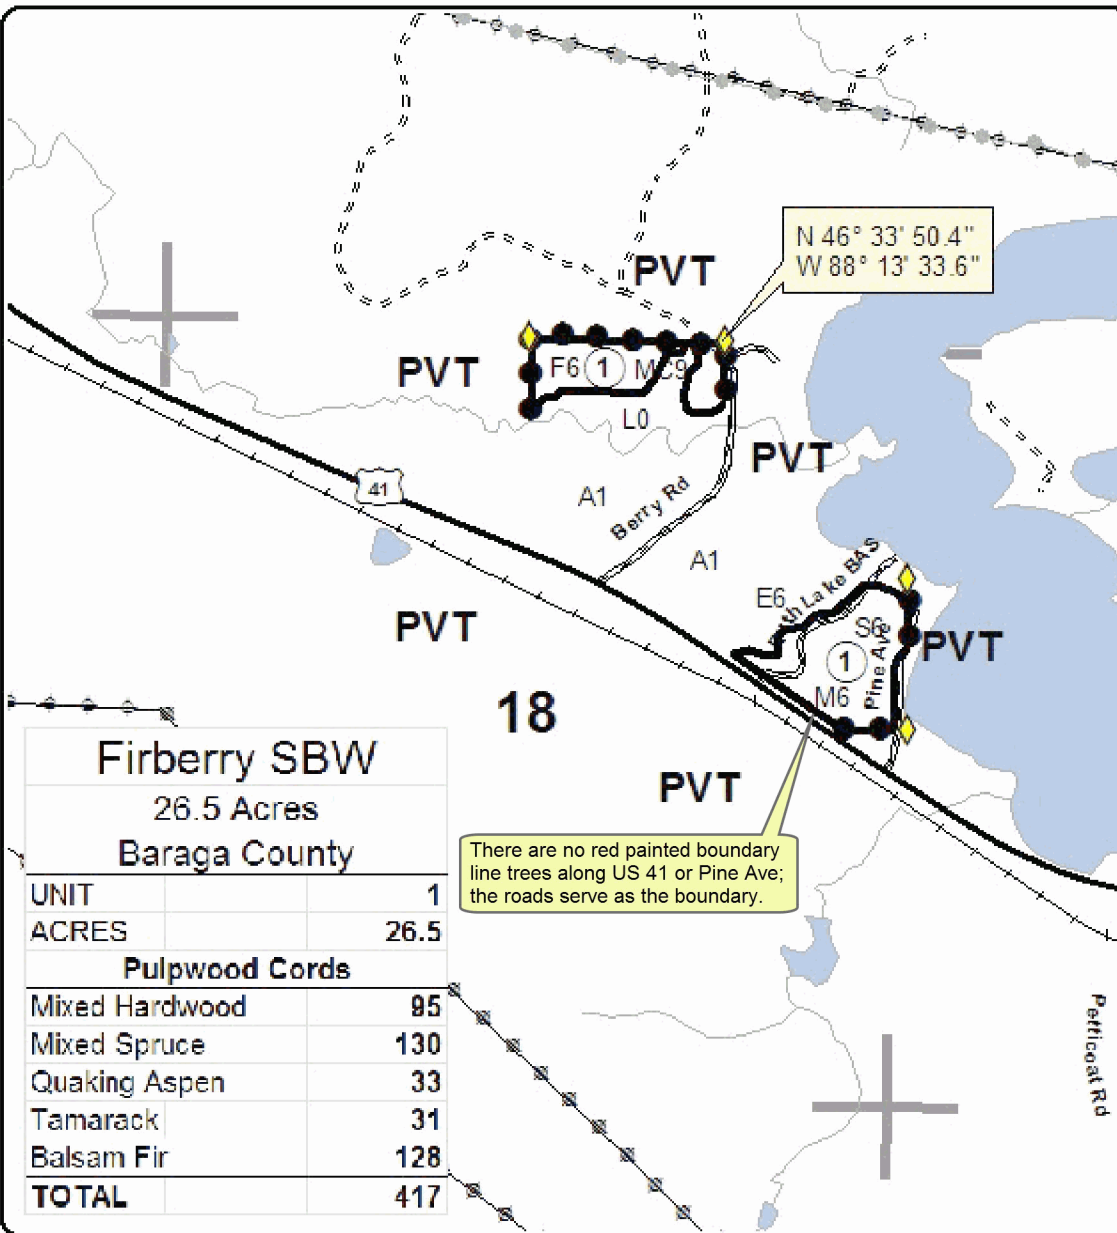 N 46° 33' 50.4"
W 88° 13' 33.6"
PVT
PVT
F6 1 MC9
L0
PVT
41
A1
Berry Rd
A1
E6
Lake BAS
S6
PVT
PVT
1
Pine Ave
M6
18
PVT
Firberry SBW
26.5 Acres
Baraga County
UNIT 1
ACRES 26.5
Pulpwood Cords
Mixed Hardwood 95
Mixed Spruce 130
Quaking Aspen 33
Tamarack 31
Balsam Fir 128
TOTAL 417
There are no red painted boundary
line trees along US 41 or Pine Ave;
the roads serve as the boundary.
Petticoat Rd